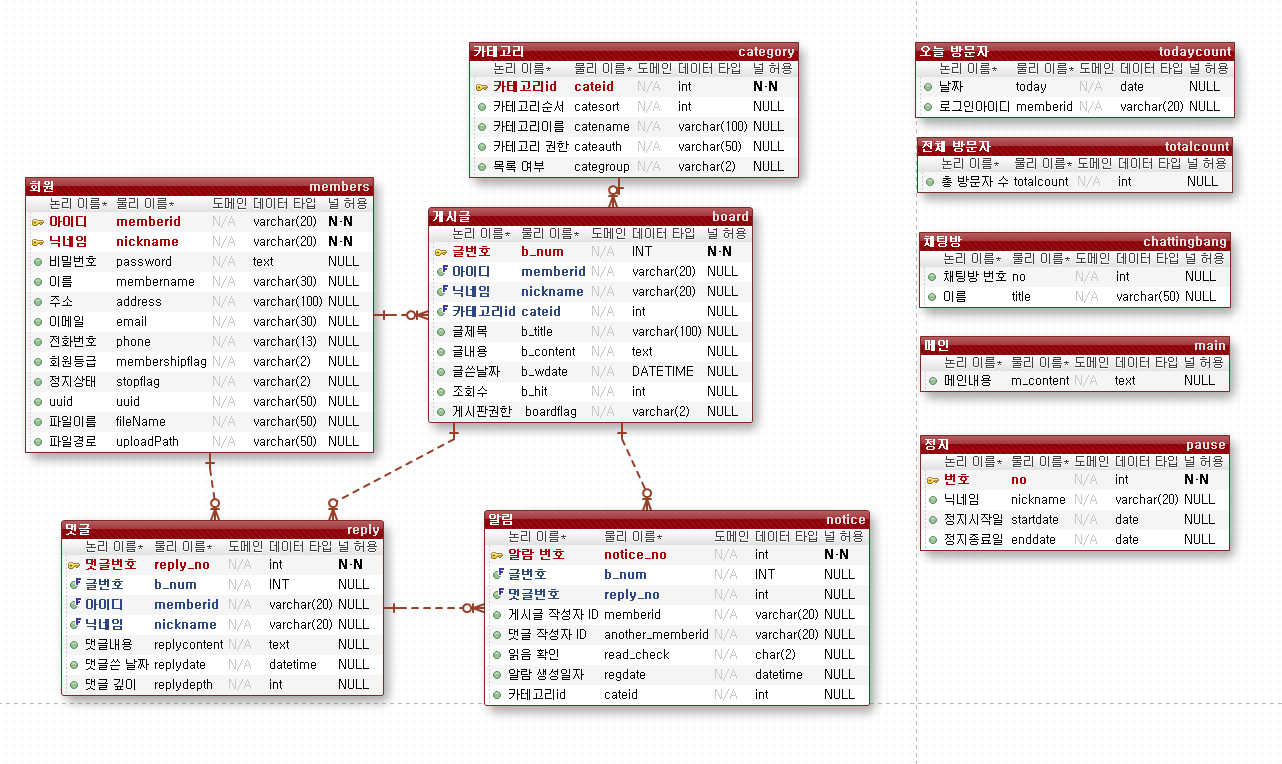 카테고리 category
논리 이름* 물리 이름* 도메인 데이터 타입 널 허용
카테고리id cateid N/A int N-N
카테고리순서 catesort N/A int NULL
카테고리이름 catename N/A varchar(100) NULL
카테고리 권한 cateauth N/A varchar(50) NULL
목록 여부 categroup N/A varchar(2) NULL
회원 members
논리 이름* 물리 이름* 도메인 데이터 타입 널 허용
아이디 memberid N/A varchar(20) N-N
닉네임 nickname N/A varchar(20) N-N
비밀번호 password N/A text NULL
이름 membername N/A varchar(30) NULL
주소 address N/A varchar(100) NULL
이메일 email N/A varchar(30) NULL
전화번호 phone N/A varchar(13) NULL
회원등급 membershipflag N/A varchar(2) NULL
정지상태 stopflag N/A varchar(2) NULL
uuid uuid N/A varchar(50) NULL
파일이름 fileName N/A varchar(50) NULL
파일경로 uploadPath N/A varchar(50) NULL
게시글 board
논리 이름* 물리 이름* 도메인 데이터 타입 널 허용
글번호 b_num N/A INT N-N
아이디 memberid N/A varchar(20) NULL
닉네임 nickname N/A varchar(20) NULL
카테고리id cateid N/A int NULL
글제목 b_title N/A varchar(100) NULL
글내용 b_content N/A text NULL
글쓴날짜 b_wdate N/A DATETIME NULL
조회수 b_hit N/A int NULL
게시판권한 boardflag N/A varchar(2) NULL
댓글 reply
논리 이름* 물리 이름* 도메인 데이터 타입 널 허용
댓글번호 reply_no N/A int N-N
글번호 b_num N/A INT NULL
아이디 memberid N/A varchar(20) NULL
닉네임 nickname N/A varchar(20) NULL
댓글내용 replycontent N/A text NULL
댓글쓴 날짜 replydate N/A datetime NULL
댓글 깊이 replydepth N/A int NULL
알림 notice
논리 이름* 물리 이름* 도메인 데이터 타입 널 허용
알람 번호 notice_no N/A int N-N
글번호 b_num N/A INT NULL
댓글번호 reply_no N/A int NULL
게시글 작성자 ID memberid N/A varchar(20) NULL
댓글 작성자 ID another_memberid N/A varchar(20) NULL
읽음 확인 read_check N/A char(2) NULL
알람 생성일자 regdate N/A datetime NULL
카테고리id cateid N/A int NULL
오늘 방문자 todaycount
논리 이름* 물리 이름* 도메인 데이터 타입 널 허용
날짜 today N/A date NULL
로그인아이디 memberid N/A varchar(20) NULL
전체 방문자 totalcount
논리 이름* 물리 이름* 도메인 데이터 타입 널 허용
총 방문자 수 totalcount N/A int NULL
채팅방 chattingbang
논리 이름* 물리 이름* 도메인 데이터 타입 널 허용
채팅방 번호 no N/A int NULL
이름 title N/A varchar(50) NULL
메인 main
논리 이름* 물리 이름* 도메인 데이터 타입 널 허용
메인내용 m_content N/A text NULL
정지 pause
논리 이름* 물리 이름* 도메인 데이터 타입 널 허용
번호 no N/A int N-N
닉네임 nickname N/A varchar(20) NULL
정지시작일 startdate N/A date NULL
정지종료일 enddate N/A date NULL